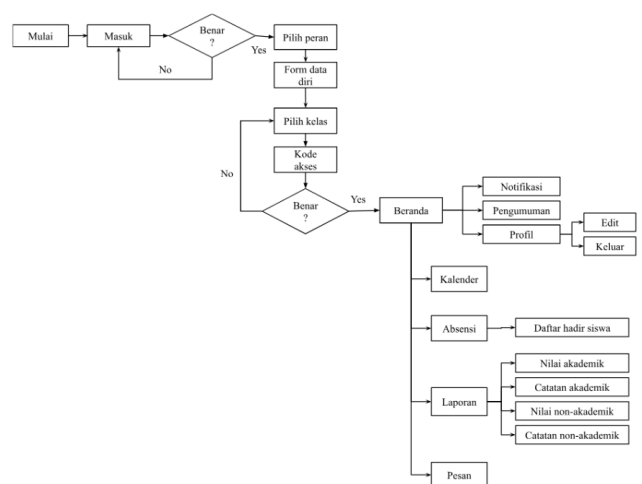 Mulai
Masuk
Benar
?
Yes
No
Pilih peran
Form data
diri
Pilih kelas
Kode
akses
No
Benar
?
Yes
Beranda
Notifikasi
Pengumuman
Profil
Edit
Keluar
Kalender
Absensi
Daftar hadir siswa
Laporan
Nilai akademik
Catatan akademik
Nilai non-akademik
Catatan non-akademik
Pesan